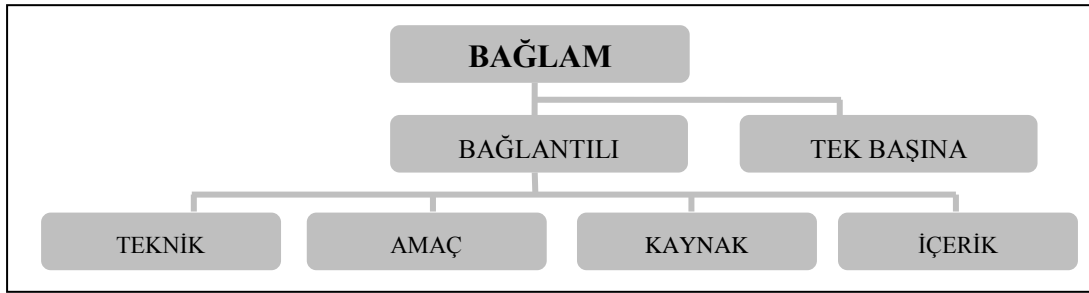 BAĞLAM
BAĞLANTILI
TEK BAŞINA
TEKNİK
AMAÇ
KAYNAK
İÇERİK